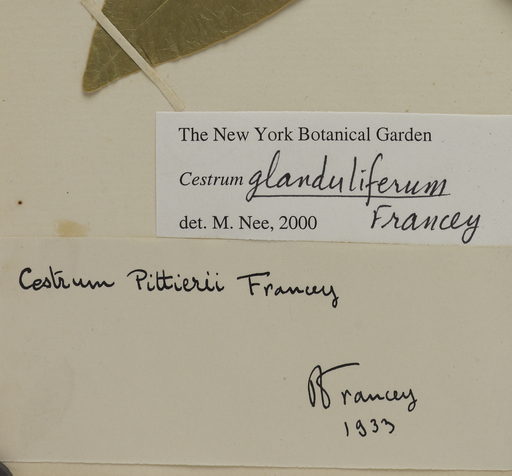 The New York Botanical Garden
Cestrum glanduliferum
Francey
det. M. Nee, 2000
Cestrum Pittierii Francey
Francey
1933